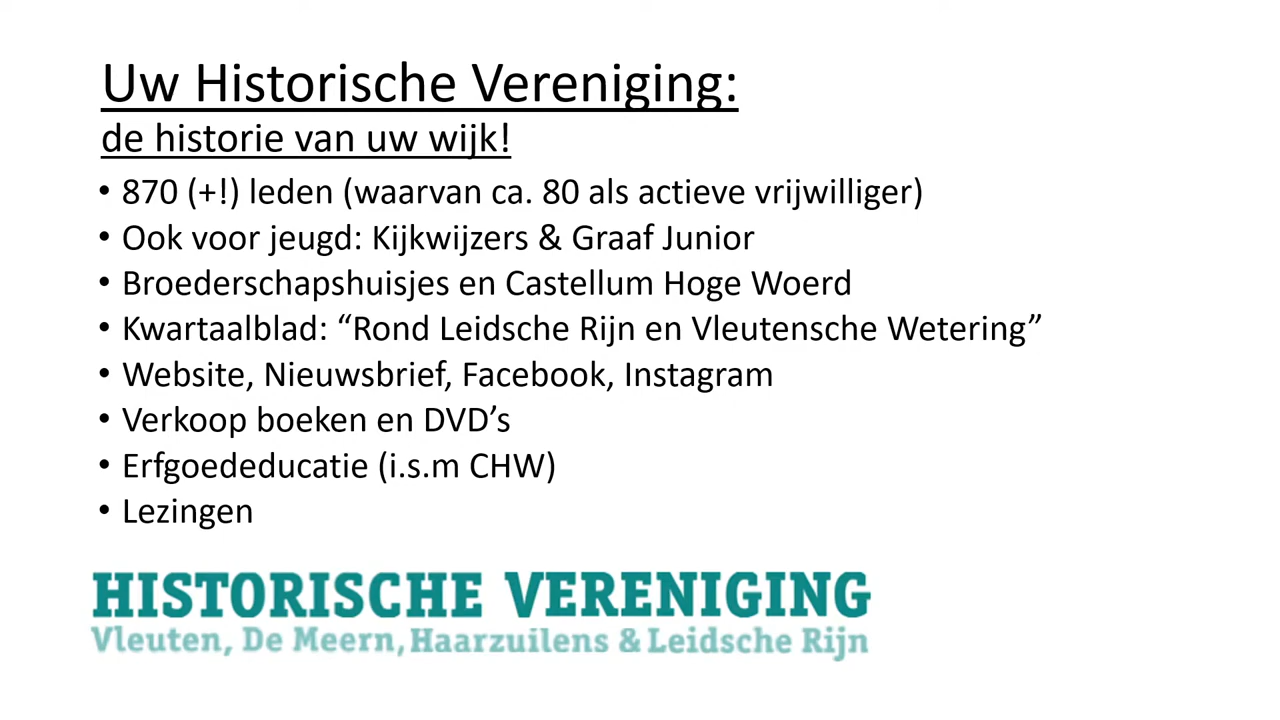 Uw Historische Vereniging:
de historie van uw wijk!
• 870 (+!) leden (waarvan ca. 80 als actieve vrijwilliger)
• Ook voor jeugd: Kijkwijzers & Graaf Junior
• Broederschapshuisjes en Castellum Hoge Woerd
• Kwartaalblad: “Rond Leidsche Rijn en Vleutensche Wetering”
• Website, Nieuwsbrief, Facebook, Instagram
• Verkoop boeken en DVD’s
• Erfgoededucatie (i.s.m CHW)
• Lezingen
HISTORISCHE VERENIGING
Vleuten, De Meern, Haarzuilens & Leidsche Rijn